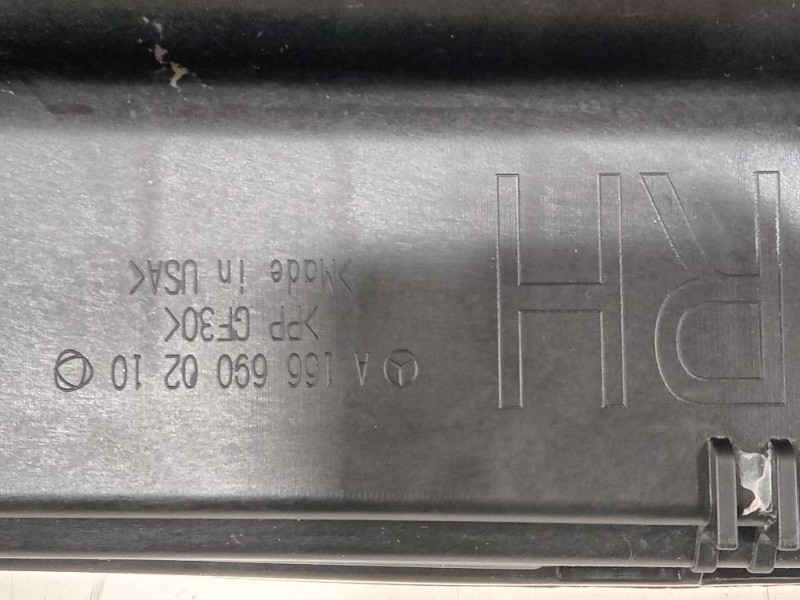 RH
A 166 690 02 10
>PP GF30<
>Made in USA<